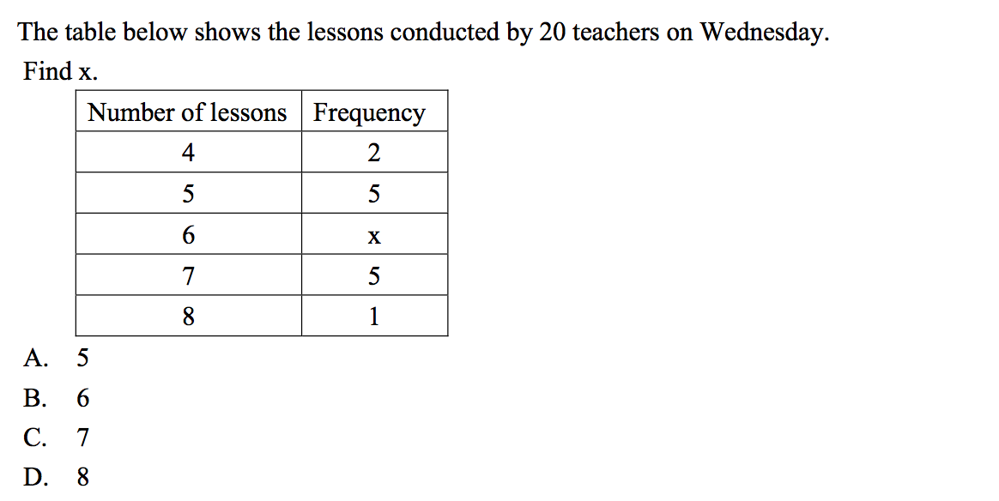 The table below shows the lessons conducted by 20 teachers on Wednesday.
Find x.
Number of lessons Frequency
4 2
5 5
6 x
7 5
8 1
A. 5
B. 6
C. 7
D. 8